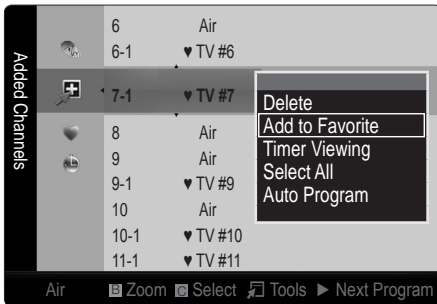 Added Channels
6 Air
6-1 ♥ TV #6
7-1 ♥ TV #7
8 Air
9 Air
9-1 ♥ TV #9
10 Air
10-1 ♥ TV #10
11-1 ♥ TV #11
Delete
Add to Favorite
Timer Viewing
Select All
Auto Program
Air B Zoom C Select Tools ► Next Program